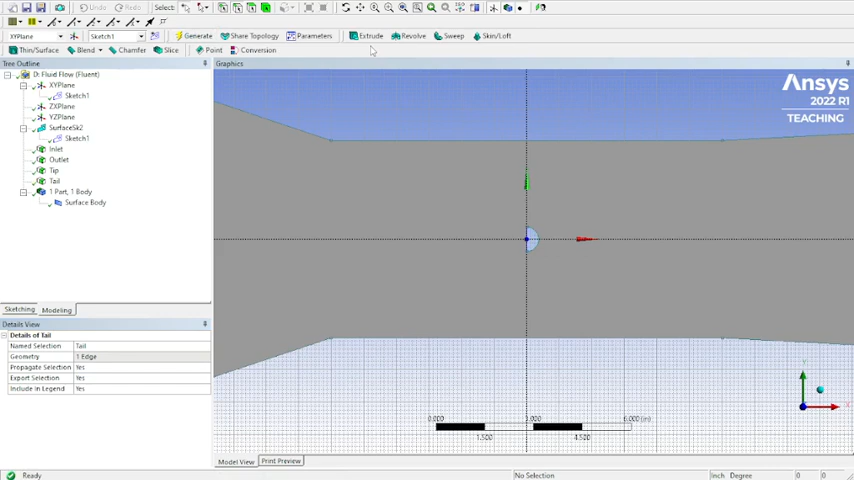 Select:
Undo Redo
XYPlane Sketch1 Generate Share Topology Parameters Extrude Revolve Sweep Skin/Loft
Thin/Surface Blend Chamfer Slice Point Conversion
Tree Outline
Graphics
D: Fluid Flow (Fluent)
XYPlane
Sketch1
ZXPlane
YZPlane
SurfaceSk2
Sketch1
Inlet
Outlet
Tip
Tail
1 Part, 1 Body
Surface Body
Ansys
2022 R1
TEACHING
Sketching Modeling
Details View
Details of Tail
Named Selection Tail
Geometry 1 Edge
Propagate Selection Yes
Export Selection Yes
Include In Legend Yes
0.000 3.000 6.000 (m)
1.500 4.500
Y
X
Model View Print Preview
Ready No Selection Inch Degree 0 0